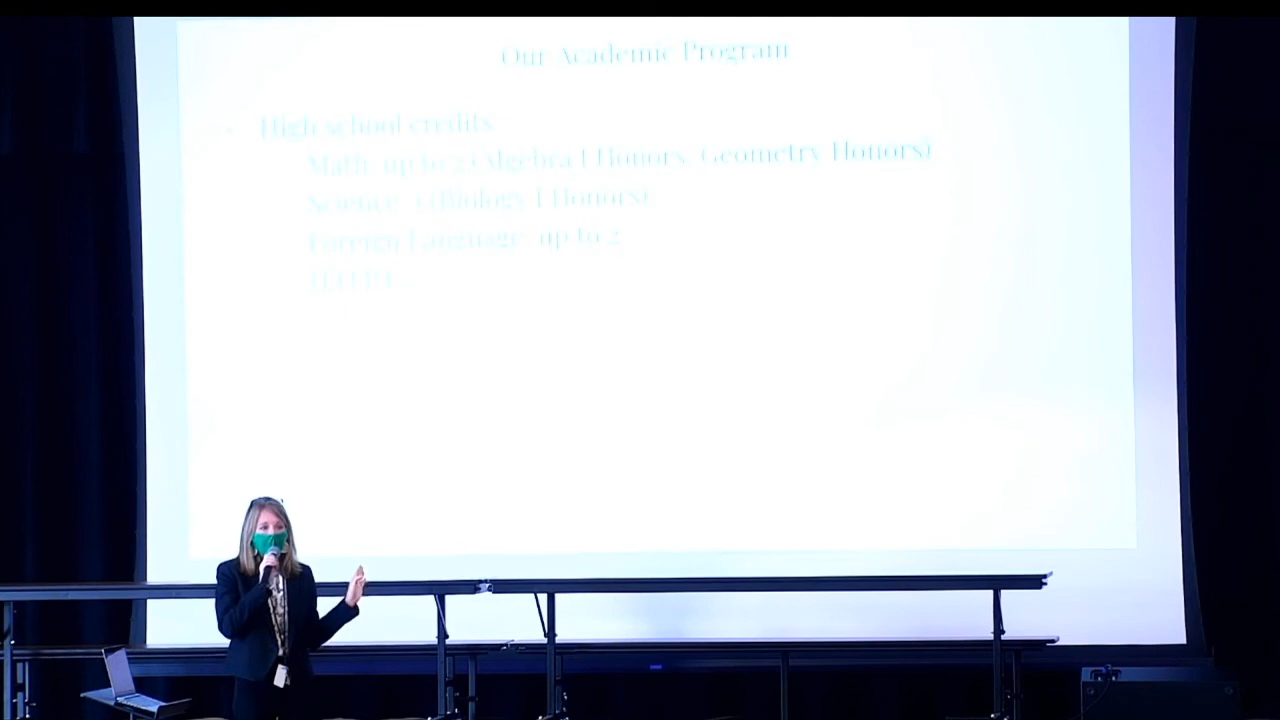 Our Academic Program
High school credits
Math: up to 2 (Algebra I Honors, Geometry Honors)
Science: 1 (Biology I Honors)
Foreign Language: up to 2